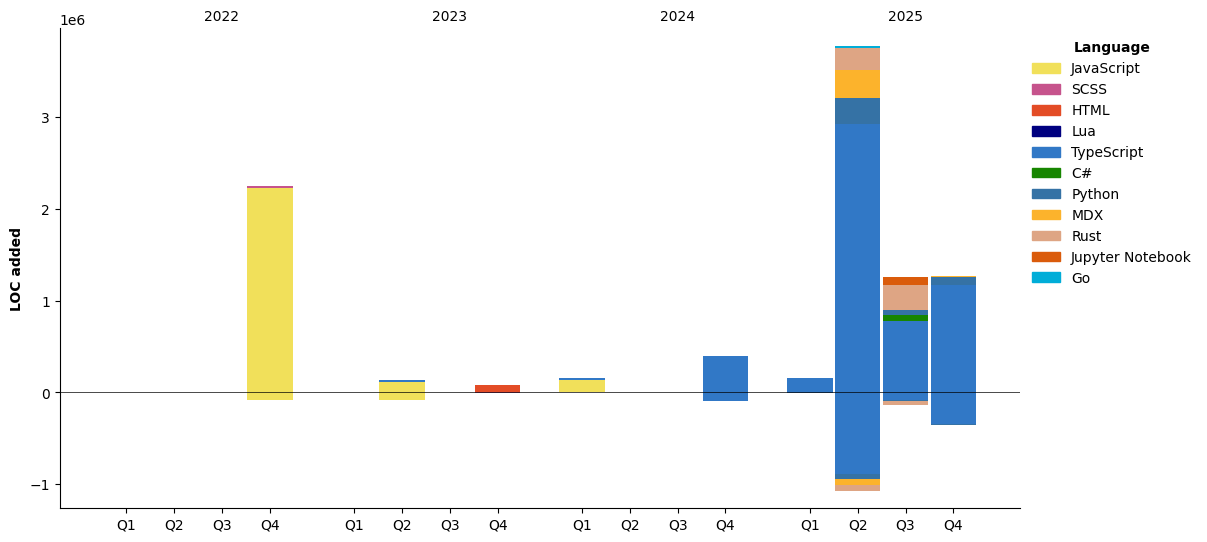 1e6
2022 2023 2024 2025
LOC added
3
2
1
0
−1
Q1 Q2 Q3 Q4 Q1 Q2 Q3 Q4 Q1 Q2 Q3 Q4 Q1 Q2 Q3 Q4
Language
JavaScript
SCSS
HTML
Lua
TypeScript
C#
Python
MDX
Rust
Jupyter Notebook
Go